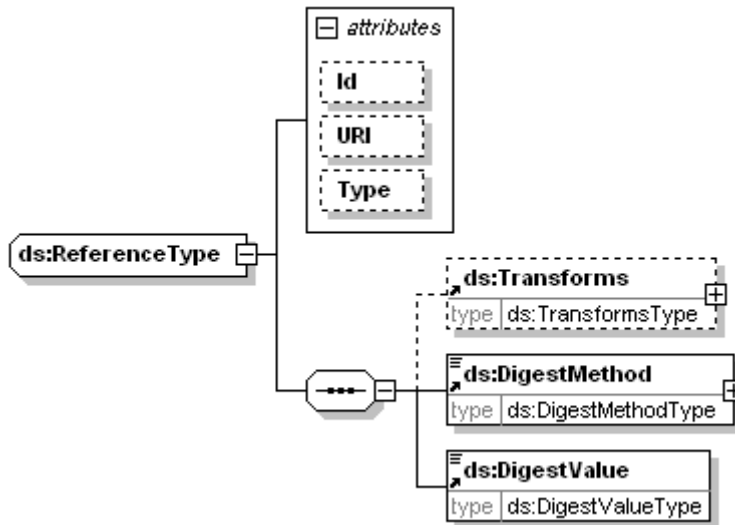 attributes
Id
URI
Type
ds:ReferenceType
ds:Transforms
type ds:TransformsType
ds:DigestMethod
type ds:DigestMethodType
ds:DigestValue
type ds:DigestValueType